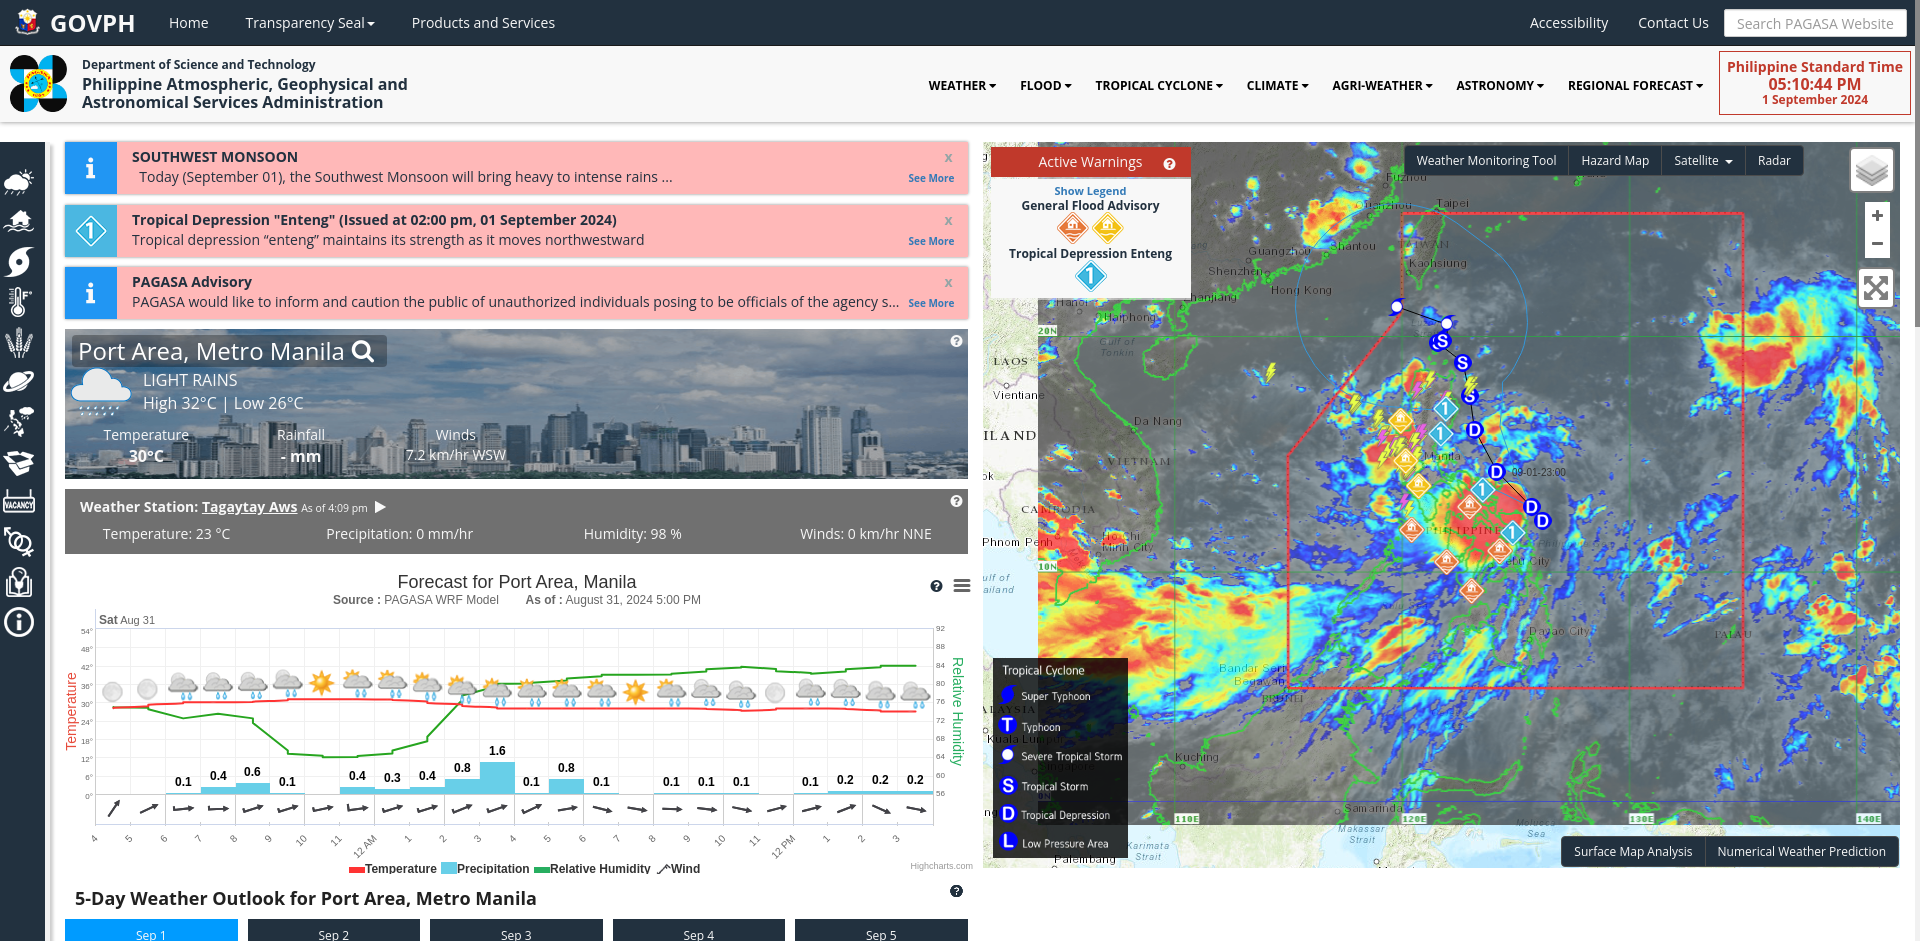 GOVPH
Home
Transparency Seal
Products and Services
Accessibility
Contact Us
Search PAGASA Website
Department of Science and Technology
Philippine Atmospheric, Geophysical and
Astronomical Services Administration
WEATHER
FLOOD
TROPICAL CYCLONE
CLIMATE
AGRI-WEATHER
ASTRONOMY
REGIONAL FORECAST
Philippine Standard Time
05:10:44 PM
1 September 2024
VACANCY
SOUTHWEST MONSOON
x
Today (September 01), the Southwest Monsoon will bring heavy to intense rains ...
See More
Tropical Depression "Enteng" (Issued at 02:00 pm, 01 September 2024)
x
Tropical depression “enteng” maintains its strength as it moves northwestward
See More
PAGASA Advisory
x
PAGASA would like to inform and caution the public of unauthorized individuals posing to be officials of the agency s...
See More
Port Area, Metro Manila
LIGHT RAINS
High 32°C | Low 26°C
Temperature
30°C
Rainfall
- mm
Winds
7.2 km/hr WSW
Weather Station: Tagaytay Aws As of 4:09 pm
Temperature: 23 °C
Precipitation: 0 mm/hr
Humidity: 98 %
Winds: 0 km/hr NNE
Forecast for Port Area, Manila
Source : PAGASA WRF Model As of : August 31, 2024 5:00 PM
Sat Aug 31
Temperature
54°
48°
42°
36°
30°
24°
18°
12°
6°
0°
92
88
84
80
76
72
68
64
60
56
Relative Humidity
0.1 0.4 0.6 0.1 0.4 0.3 0.4 0.8 1.6 0.1 0.8 0.1 0.1 0.1 0.1 0.1 0.2 0.2 0.2
4 5 6 7 8 9 10 11 12 AM 1 2 3 4 5 6 7 8 9 10 11 12 PM 1 2 3
Temperature Precipitation Relative Humidity Wind
Highcharts.com
5-Day Weather Outlook for Port Area, Metro Manila
Sep 1
Sep 2
Sep 3
Sep 4
Sep 5
Active Warnings
Show Legend
General Flood Advisory
Tropical Depression Enteng
1
Weather Monitoring Tool
Hazard Map
Satellite
Radar
+
−
Fuzhou
Quanzhou
Taipei
TAIWAN
Guangzhou
Shantou
Kaohsiung
Shenzhen
Hong Kong
Zhanjiang
Hanoi
Haiphong
20N
Gulf of
Tonkin
LAOS
Vientiane
Da Nang
VIETNAM
Manila
09-01-23:00
CAMBODIA
PHILIPPINE
Phnom Penh
Ho Chi
Minh City
Cebu City
10N
Davao City
PALAU
Bandar Seri
Begawan
BRUNEI
Kuala Lumpur
Kuching
Samarinda
110E
120E
130E
140E
Makassar
Strait
Molucca
Sea
Karimata
Strait
Palembang
Tropical Cyclone
Super Typhoon
Typhoon
Severe Tropical Storm
Tropical Storm
Tropical Depression
Low Pressure Area
Surface Map Analysis
Numerical Weather Prediction